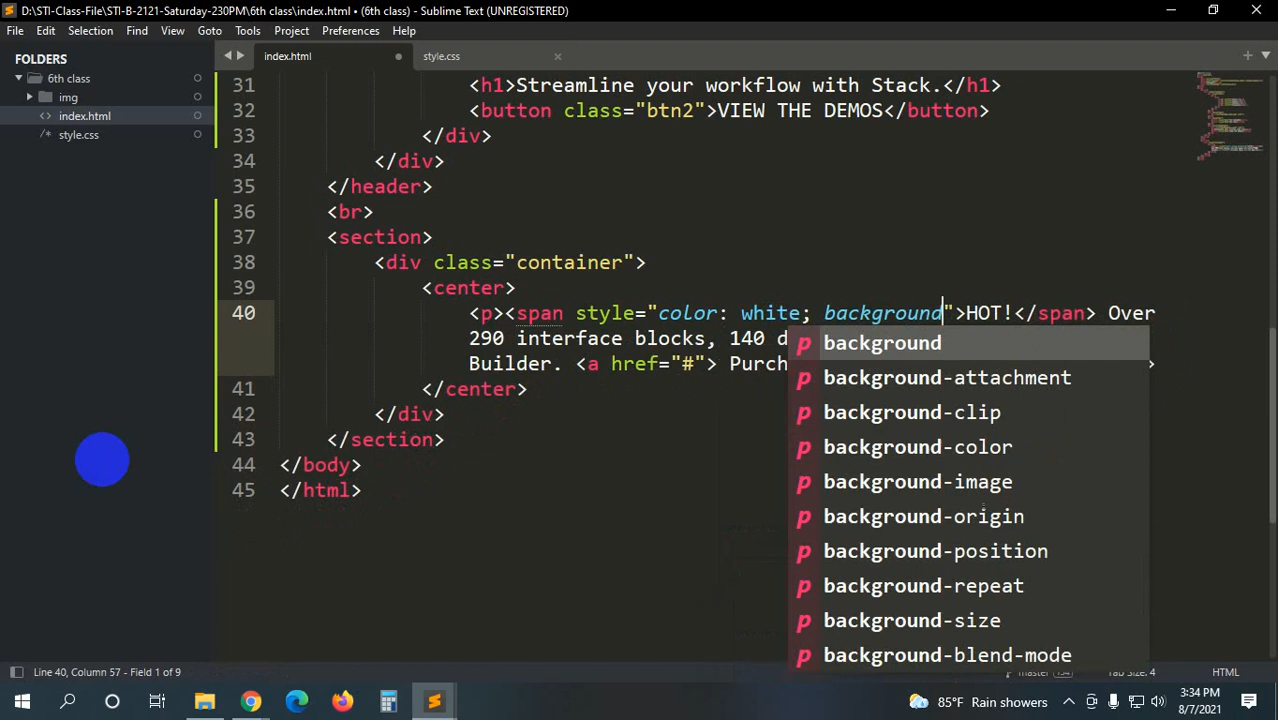 D:\STI-Class-File\STI-B-2121-Saturday-230PM\6th class\index.html • (6th class) - Sublime Text (UNREGISTERED)
File Edit Selection Find View Goto Tools Project Preferences Help
FOLDERS
6th class
img
index.html
style.css
index.html
style.css
31 <h1>Streamline your workflow with Stack.</h1>
32 <button class="btn2">VIEW THE DEMOS</button>
33 </div>
34 </div>
35 </header>
36 <br>
37 <section>
38 <div class="container">
39 <center>
40 <p><span style="color: white; background">HOT!</span> Over
290 interface blocks, 140 d
Builder. <a href="#"> Purch >
41 </center>
42 </div>
43 </section>
44 </body>
45 </html>
p background
p background-attachment
p background-clip
p background-color
p background-image
p background-origin
p background-position
p background-repeat
p background-size
p background-blend-mode
Line 40, Column 57 - Field 1 of 9
Tab Size: 4
HTML
85°F Rain showers
3:34 PM
8/7/2021